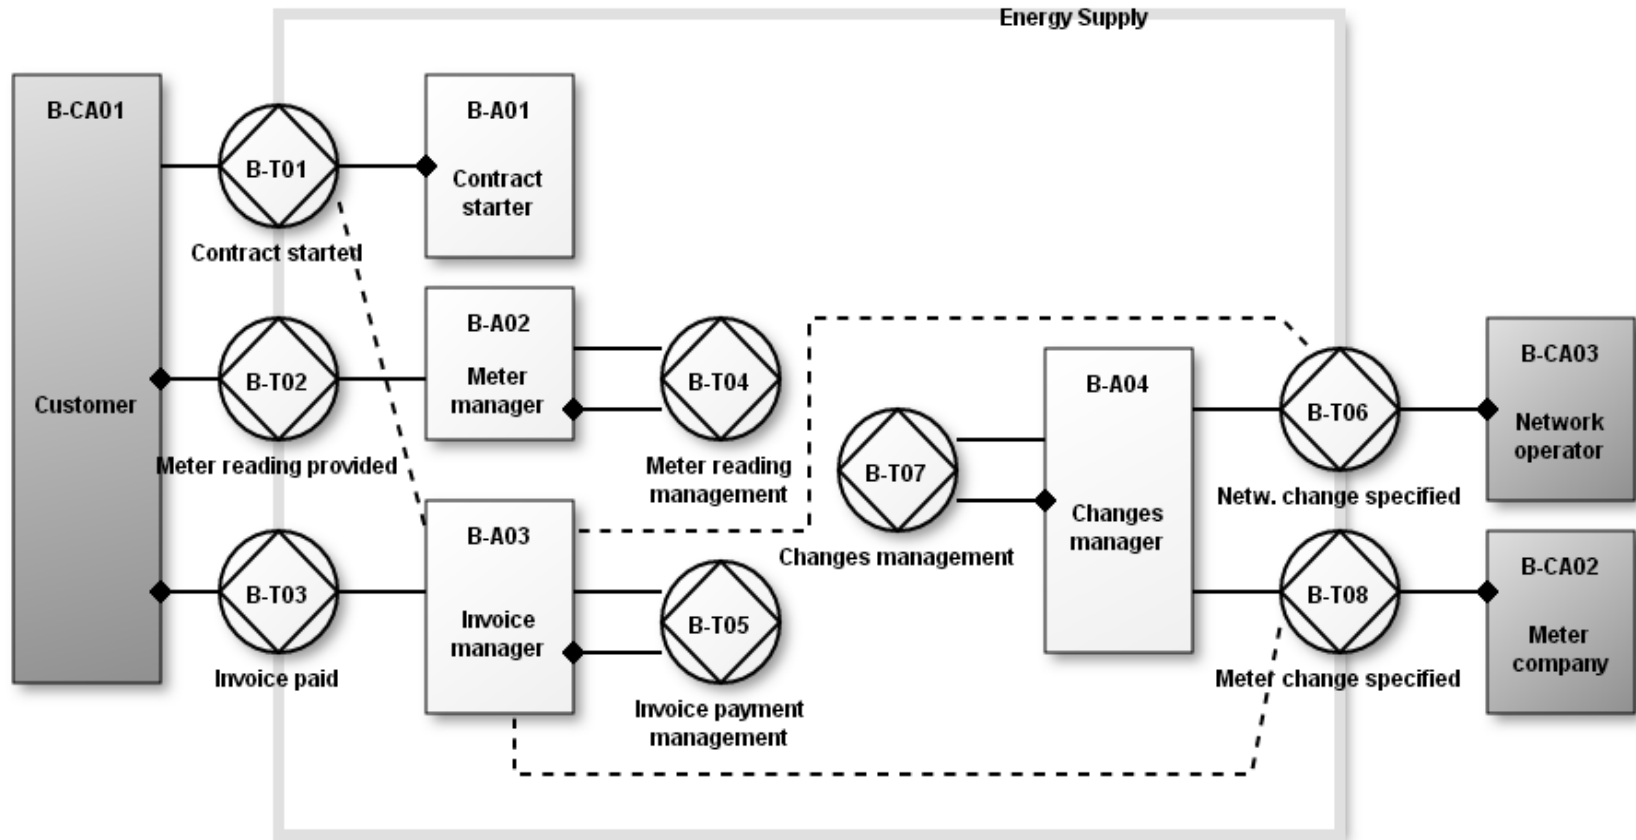 Energy Supply
B-CA01
Customer
B-T01
Contract started
B-A01
Contract
starter
B-T02
Meter reading provided
B-A02
Meter
manager
B-T04
Meter reading
management
B-T03
Invoice paid
B-A03
Invoice
manager
B-T05
Invoice payment
management
B-T07
Changes management
B-A04
Changes
manager
B-T06
Netw. change specified
B-CA03
Network
operator
B-T08
Meter change specified
B-CA02
Meter
company